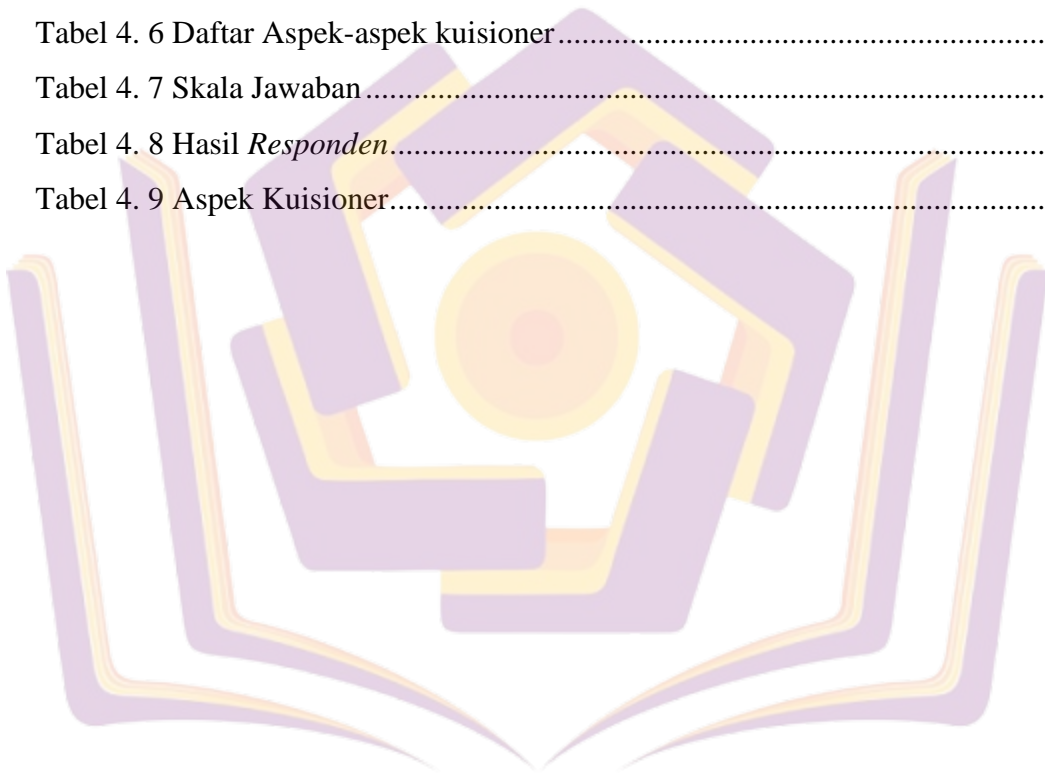 Tabel 4. 6 Daftar Aspek-aspek kuisioner.............................................................
Tabel 4. 7 Skala Jawaban.....................................................................................
Tabel 4. 8 Hasil Responden..................................................................................
Tabel 4. 9 Aspek Kuisioner..................................................................................